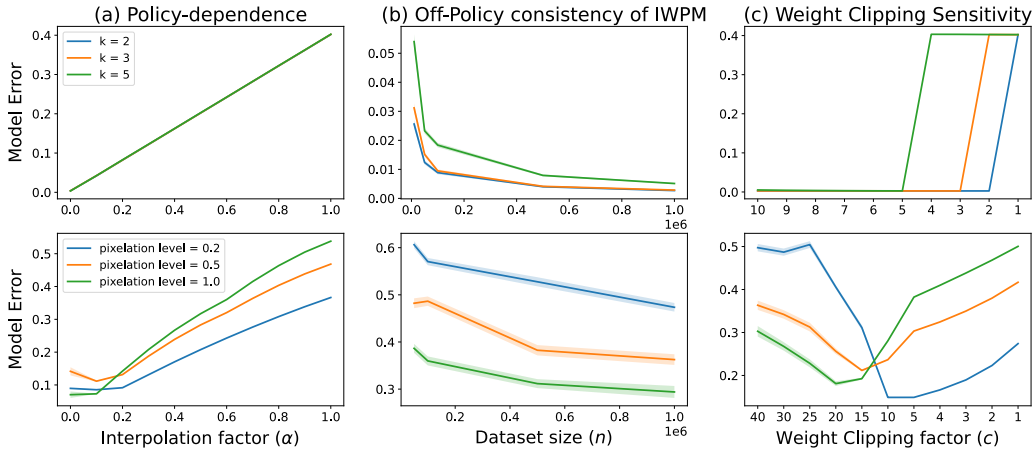 (a) Policy-dependence
(b) Off-Policy consistency of IWPM
(c) Weight Clipping Sensitivity
Model Error
0.4
0.3
0.2
0.1
0.0
k = 2
k = 3
k = 5
0.0 0.2 0.4 0.6 0.8 1.0
0.05
0.04
0.03
0.02
0.01
0.00
0.0 0.2 0.4 0.6 0.8 1.0
1e6
0.4
0.3
0.2
0.1
0.0
10 9 8 7 6 5 4 3 2 1
Model Error
0.5
0.4
0.3
0.2
0.1
pixelation level = 0.2
pixelation level = 0.5
pixelation level = 1.0
0.0 0.2 0.4 0.6 0.8 1.0
Interpolation factor (α)
0.6
0.5
0.4
0.3
0.2 0.4 0.6 0.8 1.0
1e6
Dataset size (n)
0.5
0.4
0.3
0.2
40 30 25 20 15 10 5 4 3 2 1
Weight Clipping factor (c)